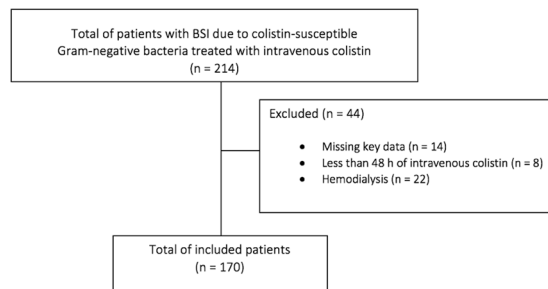 Total of patients with BSI due to colistin-susceptible
Gram-negative bacteria treated with intravenous colistin
(n = 214)
Excluded (n = 44)
• Missing key data (n = 14)
• Less than 48 h of intravenous colistin (n = 8)
• Hemodialysis (n = 22)
Total of included patients
(n = 170)